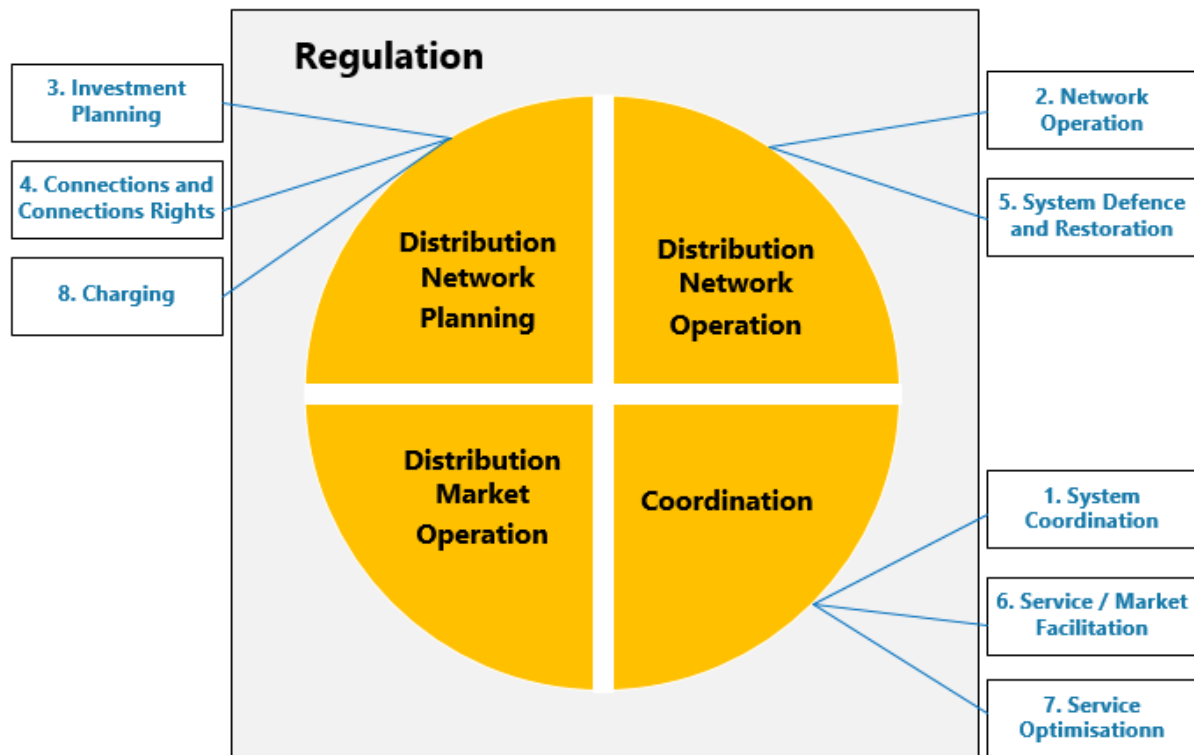 Regulation
3. Investment
Planning
4. Connections and
Connections Rights
8. Charging
2. Network
Operation
5. System Defence
and Restoration
Distribution
Network
Planning
Distribution
Network
Operation
Distribution
Market
Operation
Coordination
1. System
Coordination
6. Service / Market
Facilitation
7. Service
Optimisationn